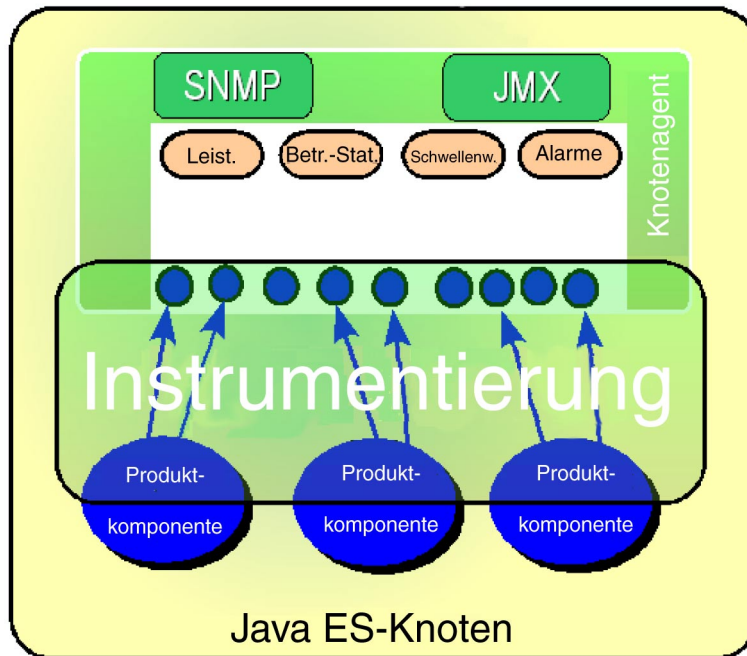 SNMP
JMX
Leist.
Betr.-Stat.
Schwellenw.
Alarme
Knotenagent
Instrumentierung
Produkt-
komponente
Produkt-
komponente
Produkt-
komponente
Java ES-Knoten